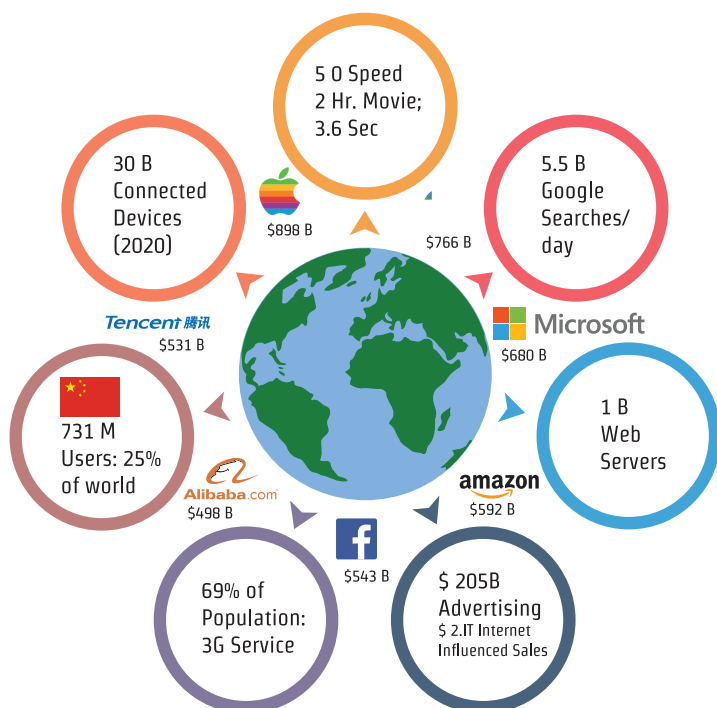 5 0 Speed
2 Hr. Movie;
3.6 Sec
30 B
Connected
Devices
(2020)
$898 B
5.5 B
Google
Searches/
day
$766 B
Tencent 腾讯
$531 B
Microsoft
$680 B
731 M
Users: 25%
of world
1 B
Web
Servers
Alibaba.com™
$498 B
amazon
$592 B
f
$543 B
69% of
Population:
3G Service
$ 205B
Advertising
$ 2.IT Internet
Influenced Sales